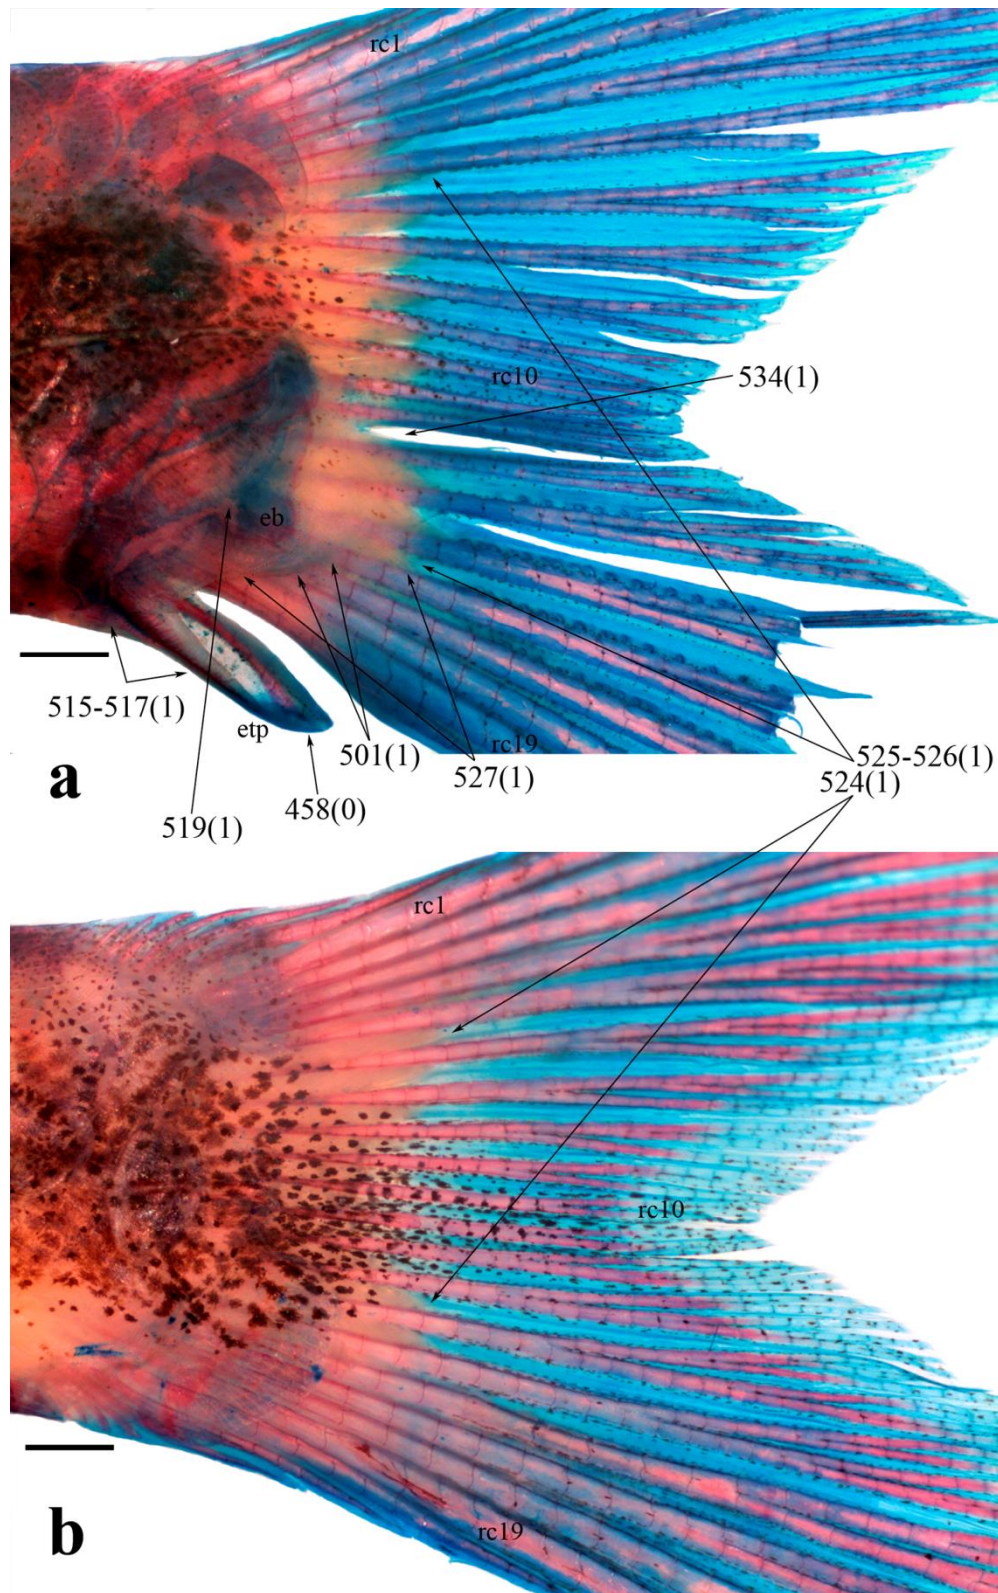 rc1
rc10
534(1)
eb
515-517(1)
etp
rc19
501(1)
527(1)
525-526(1)
524(1)
458(0)
519(1)
a
rc1
rc10
rc19
b